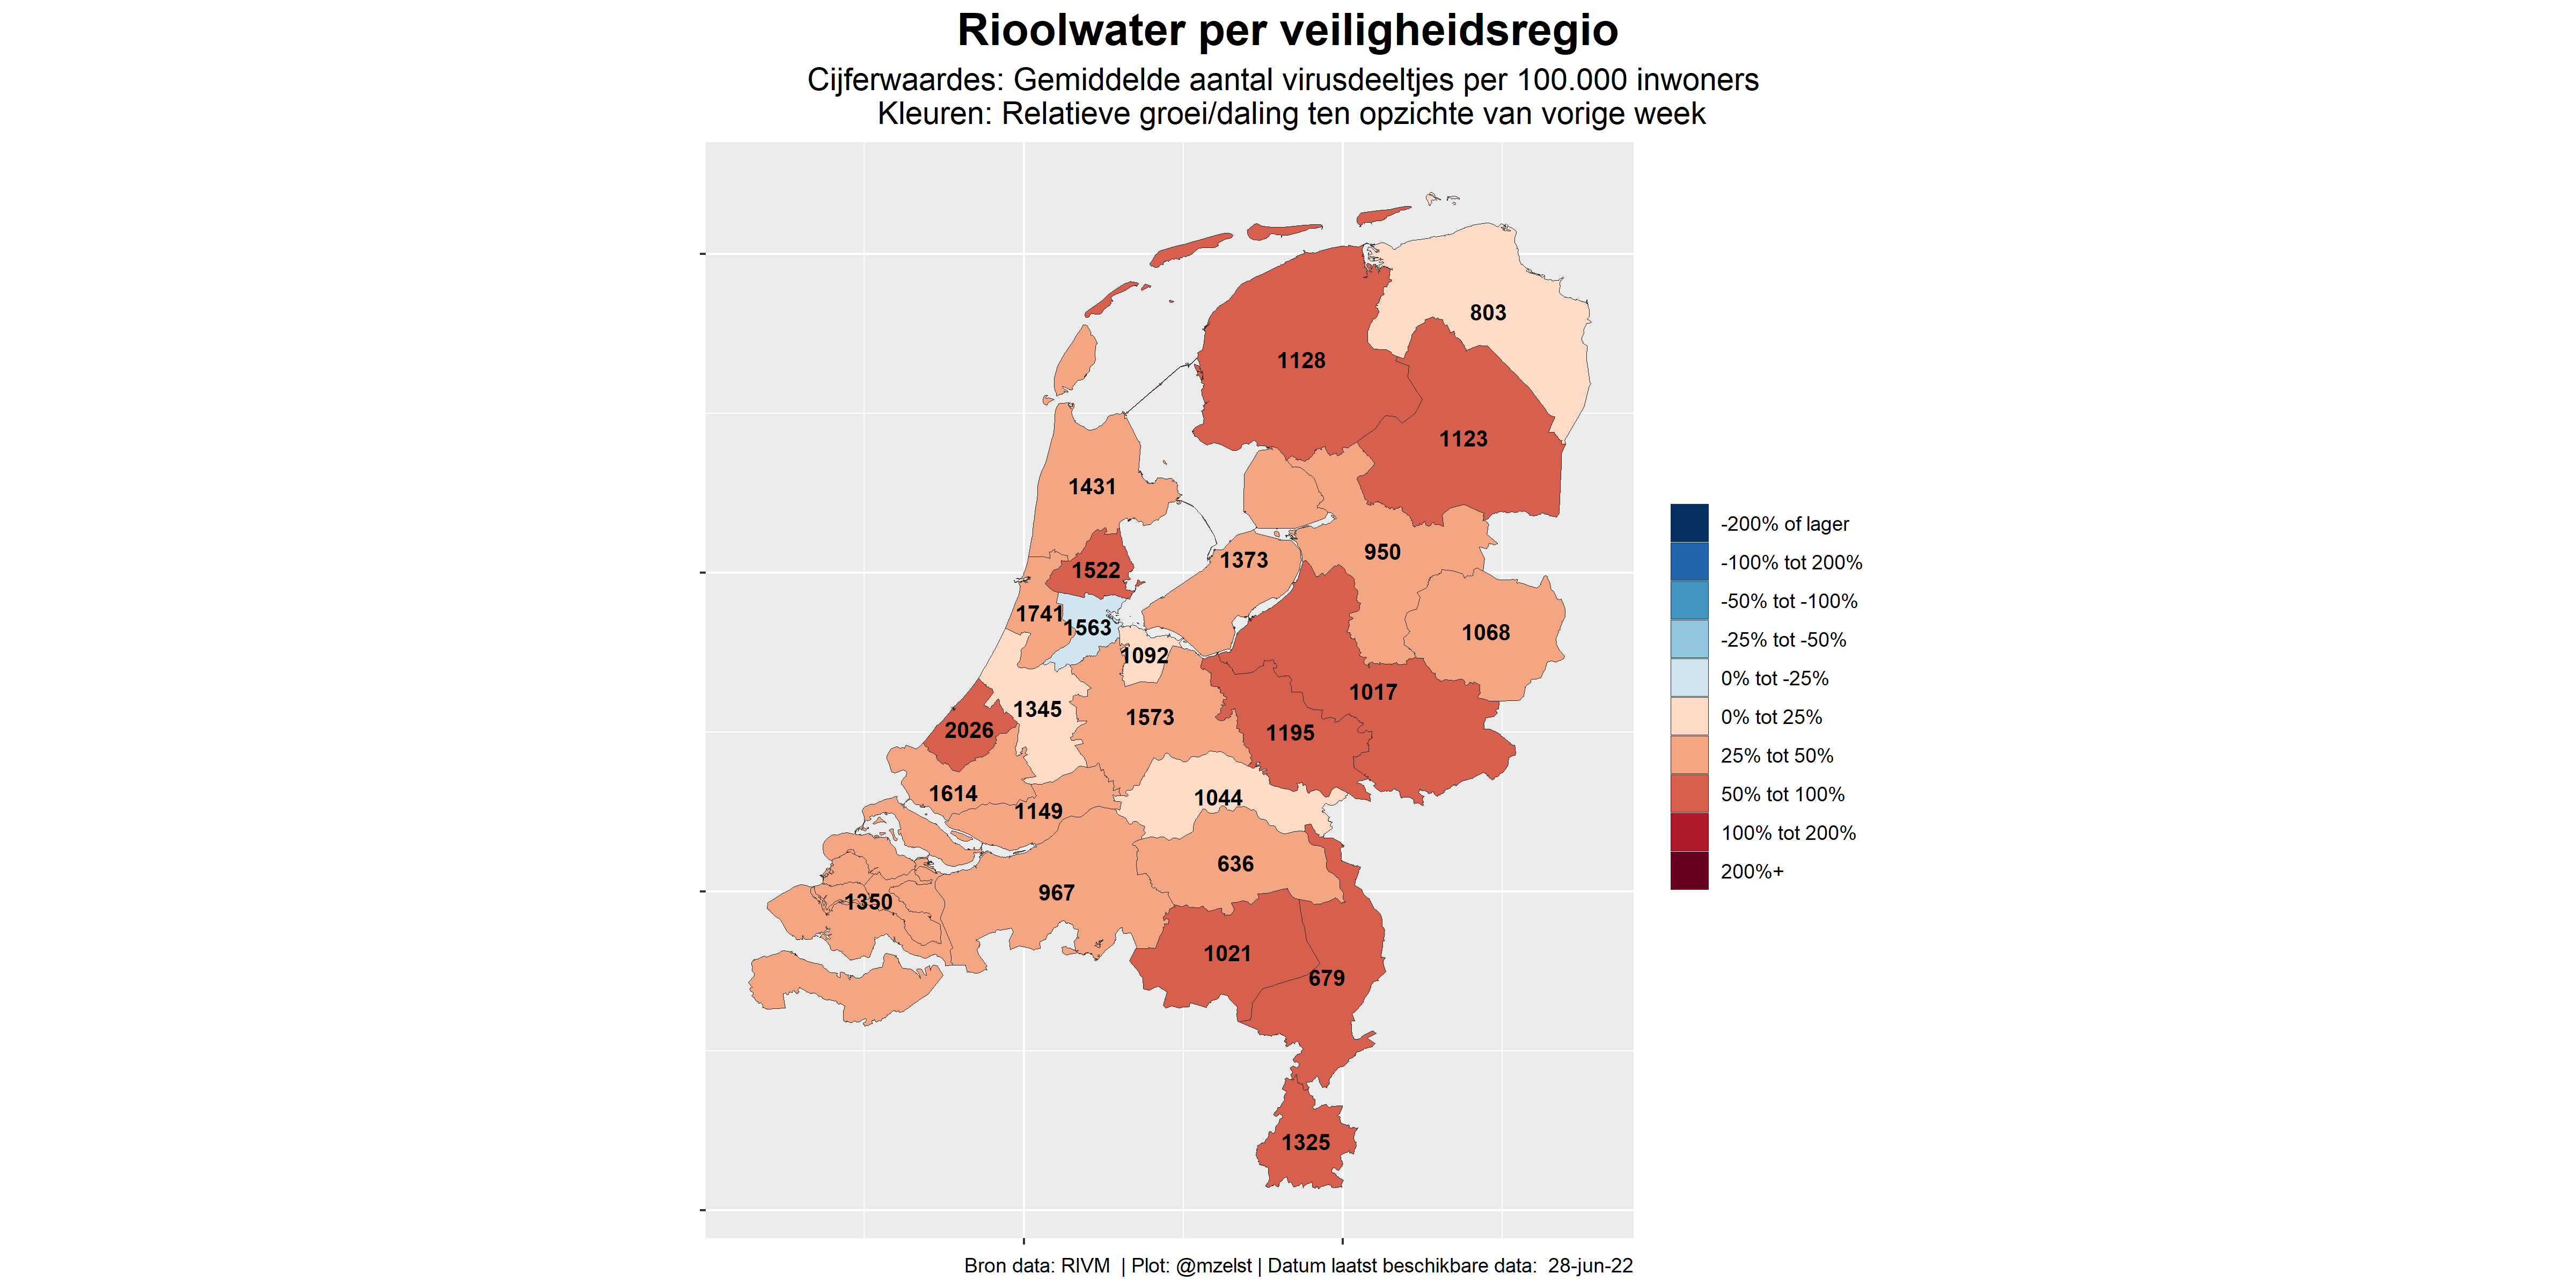 Rioolwater per veiligheidsregio
Cijferwaardes: Gemiddelde aantal virusdeeltjes per 100.000 inwoners
Kleuren: Relatieve groei/daling ten opzichte van vorige week
803
1128
1123
1431
950
1373
1522
1741
1563
1068
1092
1017
1345
1573
2026
1195
1614
1044
1149
636
967
1350
1021
679
1325
-200% of lager
-100% tot 200%
-50% tot -100%
-25% tot -50%
0% tot -25%
0% tot 25%
25% tot 50%
50% tot 100%
100% tot 200%
200%+
Bron data: RIVM | Plot: @mzelst | Datum laatst beschikbare data: 28-jun-22